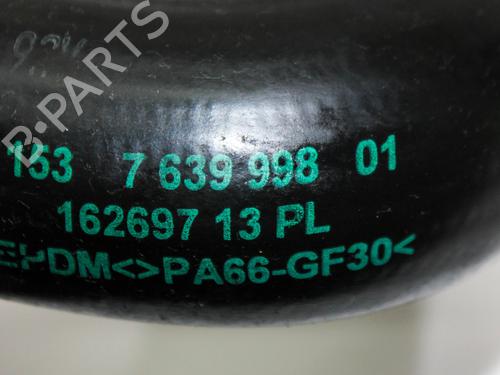 B-PARTS
153 7 639 998 01
162697 13 PL
EPDM<>PA66-GF30<